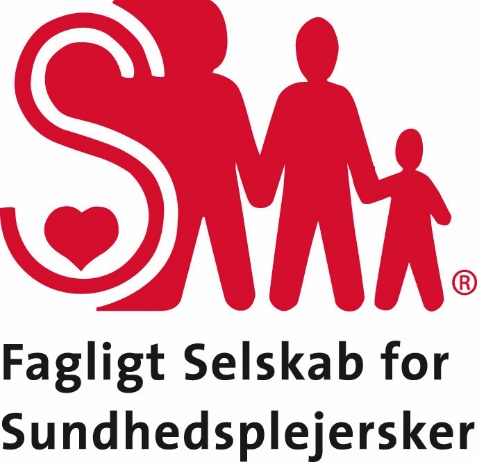 S
®
Fagligt Selskab for
Sundhedsplejersker